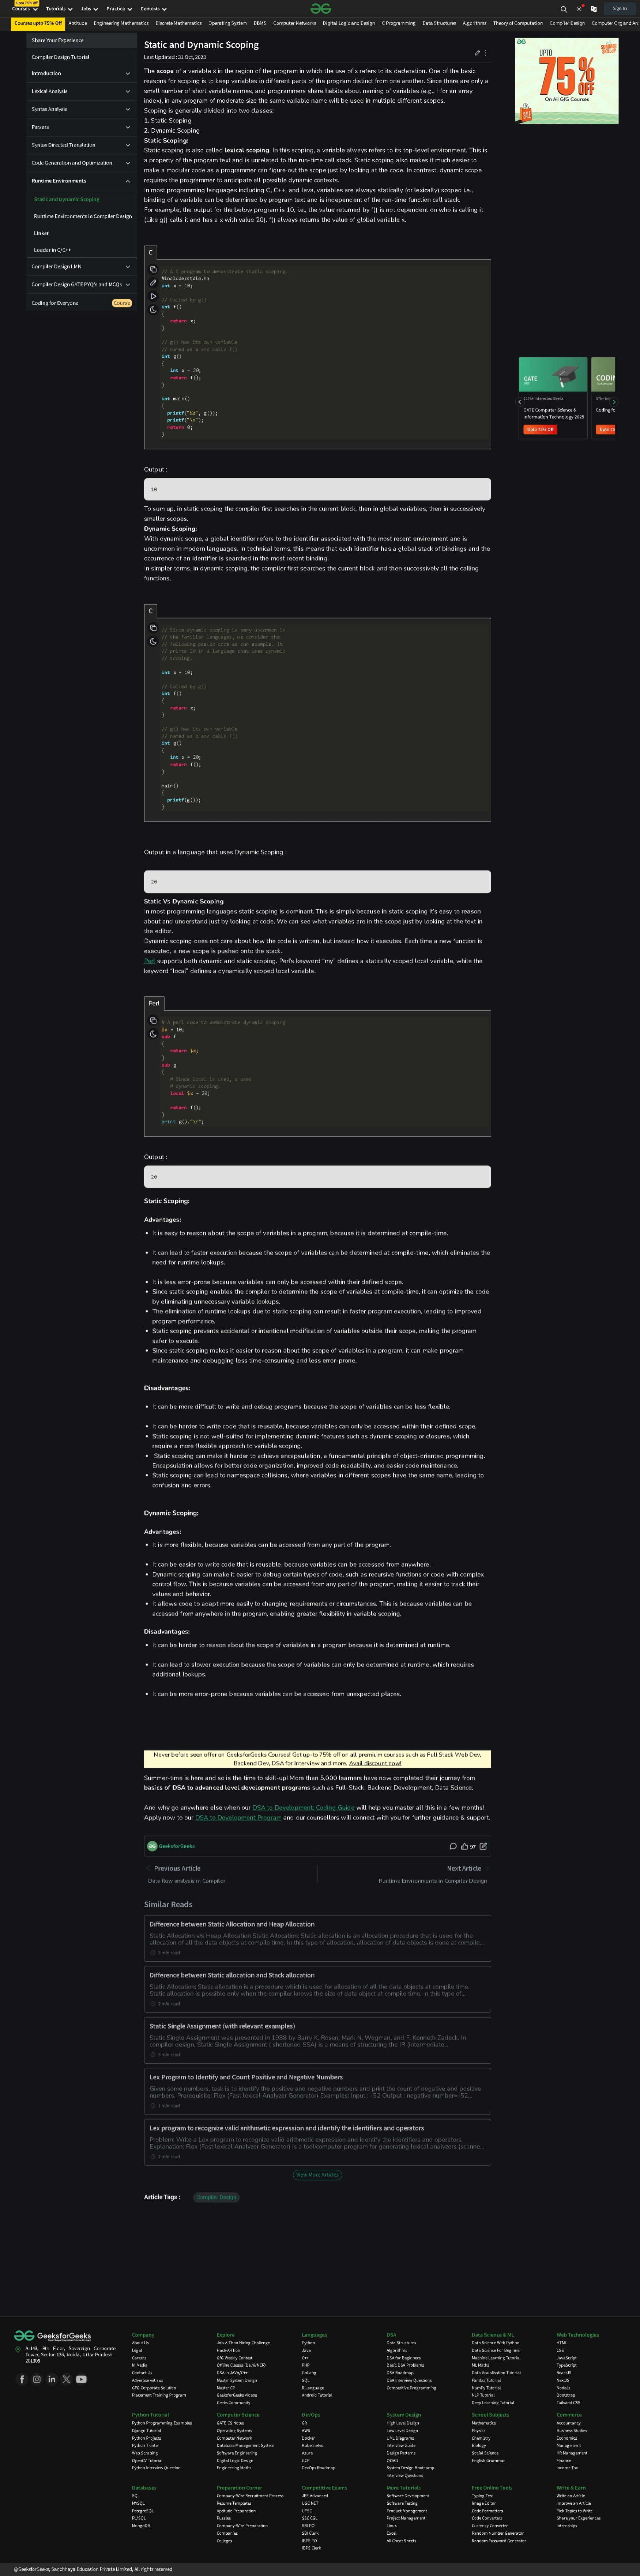 Upto 75% Off
Courses
Tutorials
Jobs
Practice
Contests
Sign In
Courses upto 75% Off
Aptitude
Engineering Mathematics
Discrete Mathematics
Operating System
DBMS
Computer Networks
Digital Logic and Design
C Programming
Data Structures
Algorithms
Theory of Computation
Compiler Design
Computer Org and Arc
Share Your Experience
Compiler Design Tutorial
Introduction
Lexical Analysis
Syntax Analysis
Parsers
Syntax Directed Translation
Code Generation and Optimization
Runtime Environments
Static and Dynamic Scoping
Runtime Environments in Compiler Design
Linker
Loader in C/C++
Compiler Design LMN
Compiler Design GATE PYQ's and MCQs
Coding for Everyone
Course
Static and Dynamic Scoping
The scope of a variable x in the region of the program in which the use of x refers to its declaration. One of the basic
reasons for scoping is to keep variables in different parts of the program distinct from one another. Since there are only a
small number of short variable names, and programmers share habits about naming of variables (e.g., I for an array
index), in any program of moderate size the same variable name will be used in multiple different scopes.
Scoping is generally divided into two classes:
1. Static Scoping
2. Dynamic Scoping
Static Scoping:
Static scoping is also called lexical scoping. In this scoping, a variable always refers to its top-level environment. This
is a property of the program text and is unrelated to the run-time call stack. Static scoping also makes it much easier to
make a modular code as a programmer can figure out the scope just by looking at the code. In contrast, dynamic scope
requires the programmer to anticipate all possible dynamic contexts.
In most programming languages including C, C++, and Java, variables are always statically (or lexically) scoped i.e.,
binding of a variable can be determined by program text and is independent of the run-time function call stack.
For example, the output for the below program is 10, i.e., the value returned by f() is not dependent on who is calling it
(Like g() calls it and has a x with value 20). f() always returns the value of global variable x.
C
// A C program to demonstrate static scoping.
#include<stdio.h>
int x = 10;
// Called by g()
int f()
{
return x;
}
// g() has its own variable
// named as x and calls f()
int g()
{
int x = 20;
return f();
}
int main()
{
printf("%d", g());
printf("\n");
return 0;
}
Output :
10
To sum up, in static scoping the compiler first searches in the current block, then in global variables, then in successively
smaller scopes.
Dynamic Scoping:
With dynamic scope, a global identifier refers to the identifier associated with the most recent environment and is
uncommon in modern languages. In technical terms, this means that each identifier has a global stack of bindings and the
occurrence of an identifier is searched in the most recent binding.
In simpler terms, in dynamic scoping, the compiler first searches the current block and then successively all the calling
functions.
C
// Since dynamic scoping is very uncommon in
// the familiar languages, we consider the
// following pseudo code as our example. It
// prints 20 in a language that uses dynamic
// scoping.
int x = 10;
// Called by g()
int f()
{
return x;
}
// g() has its own variable
// named as x and calls f()
int g()
{
int x = 20;
return f();
}
main()
{
printf(g());
}
Output in a language that uses Dynamic Scoping :
20
Static Vs Dynamic Scoping
In most programming languages static scoping is dominant. This is simply because in static scoping it's easy to reason
about and understand just by looking at code. We can see what variables are in the scope just by looking at the text in
the editor.
Dynamic scoping does not care about how the code is written, but instead how it executes. Each time a new function is
executed, a new scope is pushed onto the stack.
Perl supports both dynamic and static scoping. Perl's keyword "my" defines a statically scoped local variable, while the
keyword "local" defines a dynamically scoped local variable.
Perl
# A perl code to demonstrate dynamic scoping
$x = 10;
sub f
{
return $x;
}
sub g
{
# Since local is used, x uses
# dynamic scoping.
local $x = 20;
return f();
}
print g()."\n";
Output :
20
Static Scoping:
Advantages:
It is easy to reason about the scope of variables in a program, because it is determined at compile-time.
It can lead to faster execution because the scope of variables can be determined at compile-time, which eliminates the
need for runtime lookups.
It is less error-prone because variables can only be accessed within their defined scope.
Since static scoping enables the compiler to determine the scope of variables at compile-time, it can optimize the code
by eliminating unnecessary variable lookups.
The elimination of runtime lookups due to static scoping can result in faster program execution, leading to improved
program performance.
Static scoping prevents accidental or intentional modification of variables outside their scope, making the program
safer to execute.
Since static scoping makes it easier to reason about the scope of variables in a program, it can make program
maintenance and debugging less time-consuming and less error-prone.
Disadvantages:
It can be more difficult to write and debug programs because the scope of variables can be less flexible.
It can be harder to write code that is reusable, because variables can only be accessed within their defined scope.
Static scoping is not well-suited for implementing dynamic features such as dynamic scoping or closures, which
require a more flexible approach to variable scoping.
Static scoping can make it harder to achieve encapsulation, a fundamental principle of object-oriented programming.
Encapsulation allows for better code organization, improved code readability, and easier code maintenance.
Static scoping can lead to namespace collisions, where variables in different scopes have the same name, leading to
confusion and errors.
Dynamic Scoping:
Advantages:
It is more flexible, because variables can be accessed from any part of the program.
It can be easier to write code that is reusable, because variables can be accessed from anywhere.
Dynamic scoping can make it easier to debug certain types of code, such as recursive functions or code with complex
control flow. This is because variables can be accessed from any part of the program, making it easier to track their
values and behavior.
It allows code to adapt more easily to changing requirements or circumstances. This is because variables can be
accessed from anywhere in the program, enabling greater flexibility in variable scoping.
Disadvantages:
It can be harder to reason about the scope of variables in a program because it is determined at runtime.
It can lead to slower execution because the scope of variables can only be determined at runtime, which requires
additional lookups.
It can be more error-prone because variables can be accessed from unexpected places.
Never before seen offer on GeeksforGeeks Courses! Get up-to 75% off on all premium courses such as Full Stack Web Dev,
Backend Dev, DSA for Interview and more. Avail discount now!
Summer-time is here and so is the time to skill-up! More than 5,000 learners have now completed their journey from
basics of DSA to advanced level development programs such as Full-Stack, Backend Development, Data Science.
And why go anywhere else when our DSA to Development: Coding Guide will help you master all this in a few months!
Apply now to our DSA to Development Program and our counsellors will connect with you for further guidance & support.
GeeksforGeeks
Previous Article
Data flow analysis in Compiler
Next Article
Runtime Environments in Compiler Design
Similar Reads
Difference between Static Allocation and Heap Allocation
Static Allocation v/s Heap Allocation Static Allocation: Static allocation is an allocation procedure that is used for the
allocation of all the data objects at compile time. In this type of allocation, allocation of data objects is done at compile...
3 min read
Difference between Static allocation and Stack allocation
Static Allocation: Static allocation is a procedure which is used for allocation of all the data objects at compile time.
Static allocation is possible only when the compiler knows the size of data object at compile time. In this type of...
2 min read
Static Single Assignment (with relevant examples)
Static Single Assignment was presented in 1988 by Barry K. Rosen, Mark N, Wegman, and F. Kenneth Zadeck. In
compiler design, Static Single Assignment ( shortened SSA) is a means of structuring the IR (intermediate...
3 min read
Lex Program to Identify and Count Positive and Negative Numbers
Given some numbers, task is to identify the positive and negative numbers and print the count of negative and positive
numbers. Prerequisite: Flex (Fast lexical Analyzer Generator) Examples: Input : -52 Output : negative number=-52...
1 min read
Lex program to recognize valid arithmetic expression and identify the identifiers and operators
Problem: Write a Lex program to recognize valid arithmetic expression and identify the identifiers and operators.
Explanation: Flex (Fast lexical Analyzer Generator) is a tool/computer program for generating lexical analyzers (scanne...
2 min read
View More Articles
Article Tags :
Compiler Design
UPTO
75%
OFF
On All GfG Courses
GATE
GATE Computer Science &
Information Technology 2025
Upto 75% Off
GeeksforGeeks
A-143, 9th Floor, Sovereign Corporate
Tower, Sector-136, Noida, Uttar Pradesh -
201305
Company
About Us
Legal
Careers
In Media
Contact Us
Advertise with us
GFG Corporate Solution
Placement Training Program
Explore
Job-A-Thon Hiring Challenge
Hack-A-Thon
GfG Weekly Contest
Offline Classes (Delhi/NCR)
DSA in JAVA/C++
Master System Design
Master CP
GeeksforGeeks Videos
Geeks Community
Languages
Python
Java
C++
PHP
GoLang
SQL
R Language
Android Tutorial
DSA
Data Structures
Algorithms
DSA for Beginners
Basic DSA Problems
DSA Roadmap
DSA Interview Questions
Competitive Programming
Data Science & ML
Data Science With Python
Data Science For Beginner
Machine Learning Tutorial
ML Maths
Data Visualisation Tutorial
Pandas Tutorial
NumPy Tutorial
NLP Tutorial
Deep Learning Tutorial
Web Technologies
HTML
CSS
JavaScript
TypeScript
ReactJS
NextJS
NodeJs
Bootstrap
Tailwind CSS
Python Tutorial
Python Programming Examples
Django Tutorial
Python Projects
Python Tkinter
Web Scraping
OpenCV Tutorial
Python Interview Question
Computer Science
GATE CS Notes
Operating Systems
Computer Network
Database Management System
Software Engineering
Digital Logic Design
Engineering Maths
DevOps
Git
AWS
Docker
Kubernetes
Azure
GCP
DevOps Roadmap
System Design
High Level Design
Low Level Design
UML Diagrams
Interview Guide
Design Patterns
OOAD
System Design Bootcamp
Interview Questions
School Subjects
Mathematics
Physics
Chemistry
Biology
Social Science
English Grammar
Commerce
Accountancy
Business Studies
Economics
Management
HR Management
Finance
Income Tax
Databases
SQL
MYSQL
PostgreSQL
PL/SQL
MongoDB
Preparation Corner
Company-Wise Recruitment Process
Resume Templates
Aptitude Preparation
Puzzles
Company-Wise Preparation
Companies
Colleges
Competitive Exams
JEE Advanced
UGC NET
UPSC
SSC CGL
SBI PO
SBI Clerk
IBPS PO
IBPS Clerk
More Tutorials
Software Development
Software Testing
Product Management
Project Management
Linux
Excel
All Cheat Sheets
Free Online Tools
Typing Test
Image Editor
Code Formatters
Code Converters
Currency Converter
Random Number Generator
Random Password Generator
Write & Earn
Write an Article
Improve an Article
Pick Topics to Write
Share your Experiences
Internships
@GeeksforGeeks, Sanchhaya Education Private Limited, All rights reserved